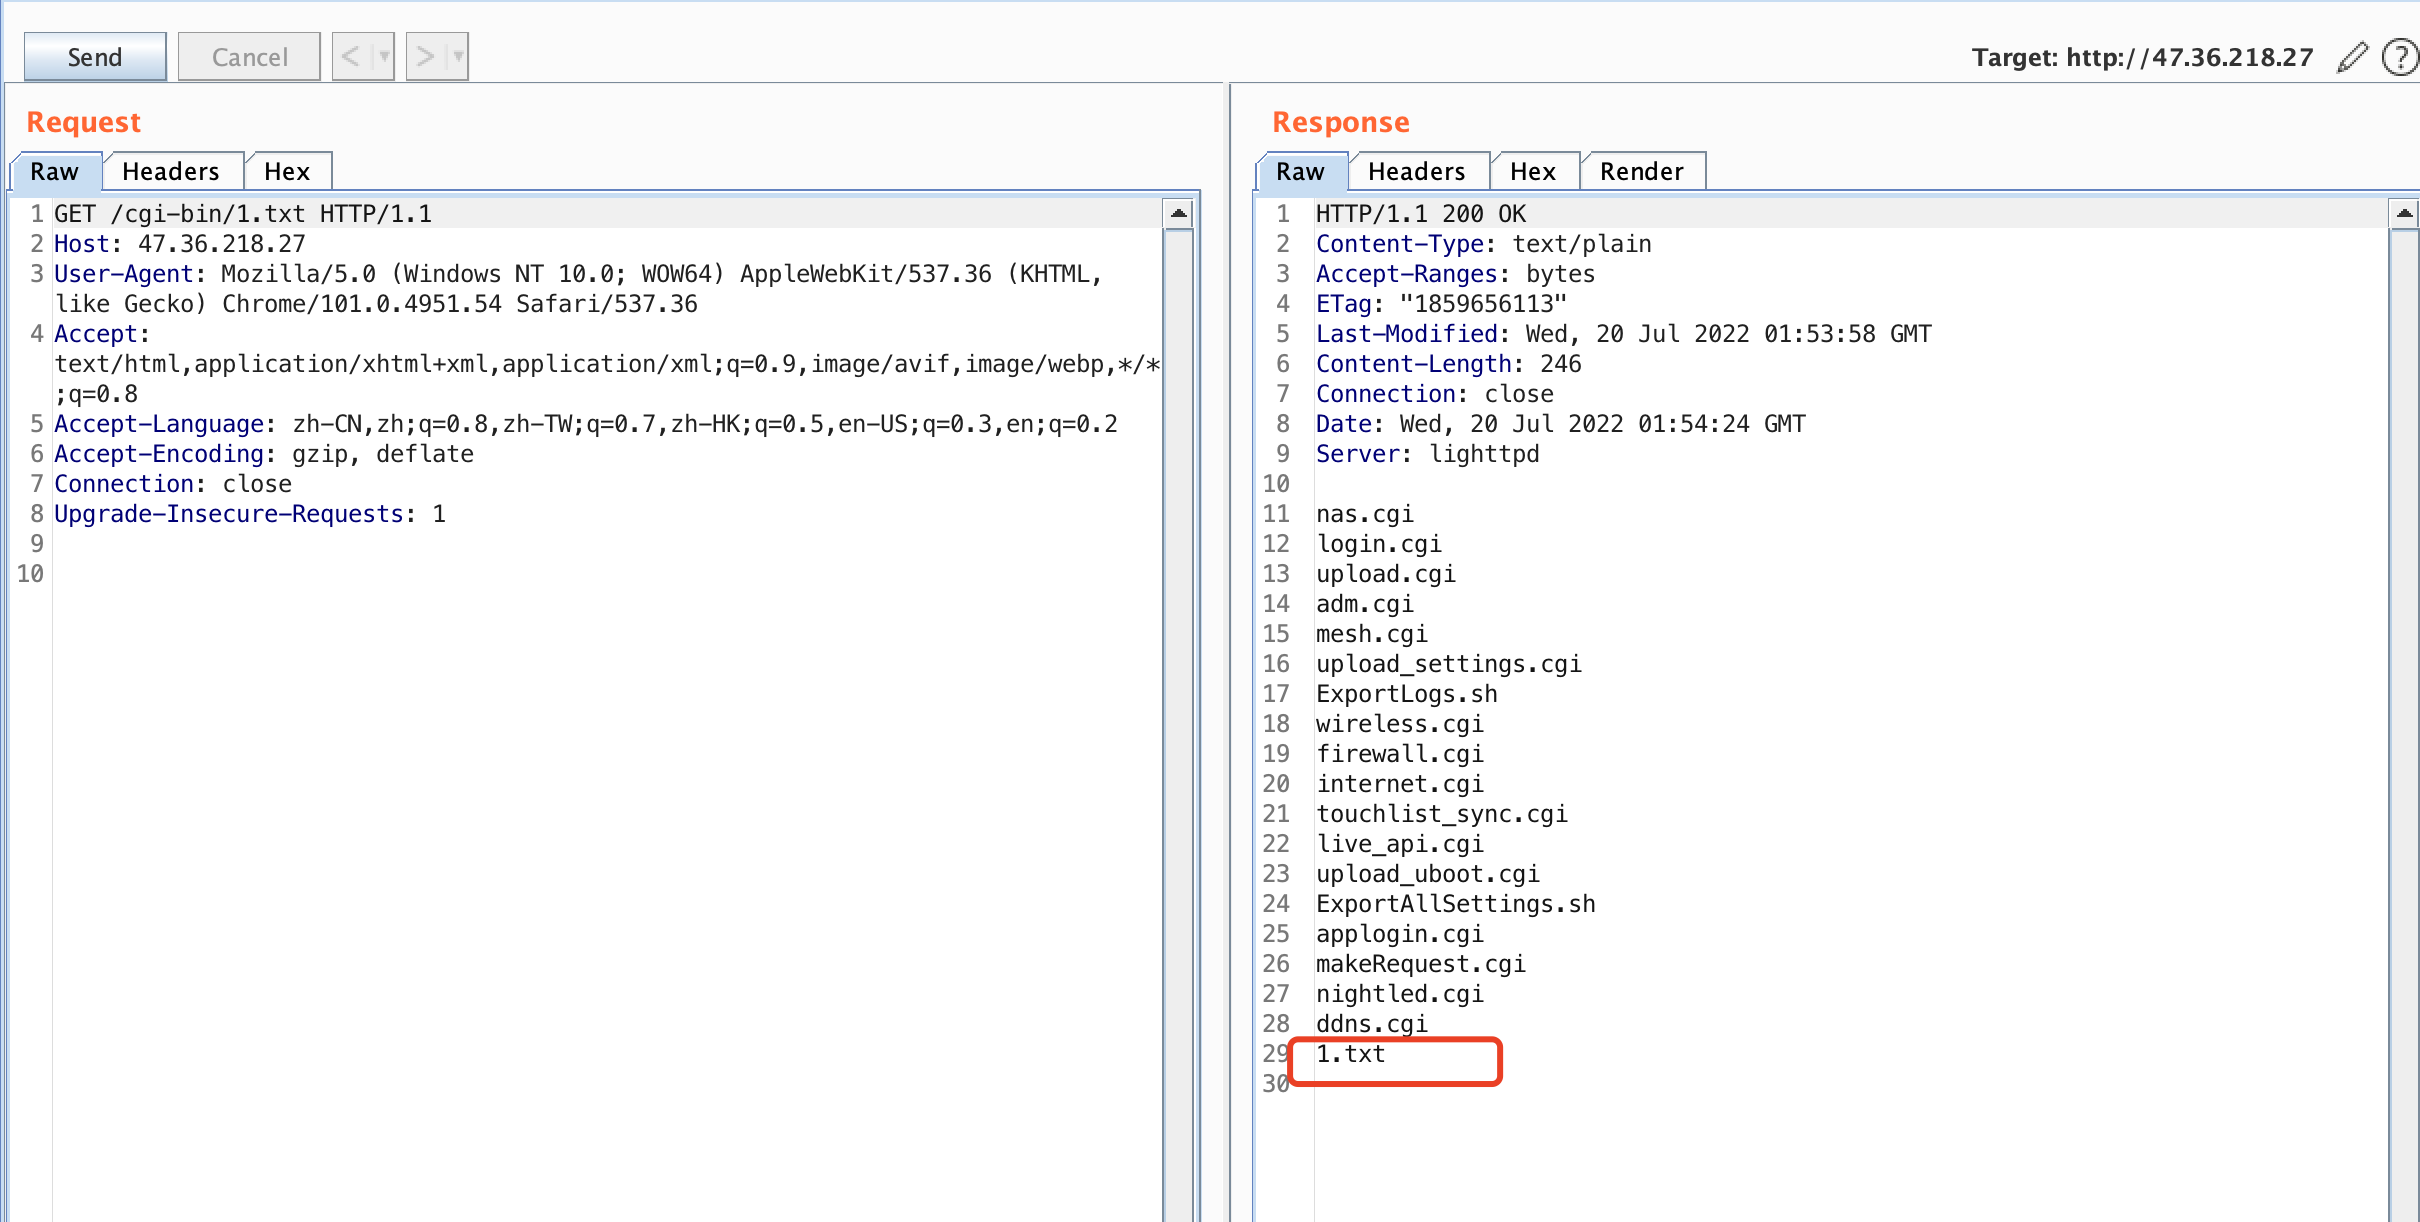 Send
Cancel
<
>
Target: http://47.36.218.27
?
Request
Raw
Headers
Hex
1 GET /cgi-bin/1.txt HTTP/1.1
2 Host: 47.36.218.27
3 User-Agent: Mozilla/5.0 (Windows NT 10.0; WOW64) AppleWebKit/537.36 (KHTML,
like Gecko) Chrome/101.0.4951.54 Safari/537.36
4 Accept:
text/html,application/xhtml+xml,application/xml;q=0.9,image/avif,image/webp,*/*
;q=0.8
5 Accept-Language: zh-CN,zh;q=0.8,zh-TW;q=0.7,zh-HK;q=0.5,en-US;q=0.3,en;q=0.2
6 Accept-Encoding: gzip, deflate
7 Connection: close
8 Upgrade-Insecure-Requests: 1
9
10
Response
Raw
Headers
Hex
Render
1 HTTP/1.1 200 OK
2 Content-Type: text/plain
3 Accept-Ranges: bytes
4 ETag: "1859656113"
5 Last-Modified: Wed, 20 Jul 2022 01:53:58 GMT
6 Content-Length: 246
7 Connection: close
8 Date: Wed, 20 Jul 2022 01:54:24 GMT
9 Server: lighttpd
10
11 nas.cgi
12 login.cgi
13 upload.cgi
14 adm.cgi
15 mesh.cgi
16 upload_settings.cgi
17 ExportLogs.sh
18 wireless.cgi
19 firewall.cgi
20 internet.cgi
21 touchlist_sync.cgi
22 live_api.cgi
23 upload_uboot.cgi
24 ExportAllSettings.sh
25 applogin.cgi
26 makeRequest.cgi
27 nightled.cgi
28 ddns.cgi
29 1.txt
30